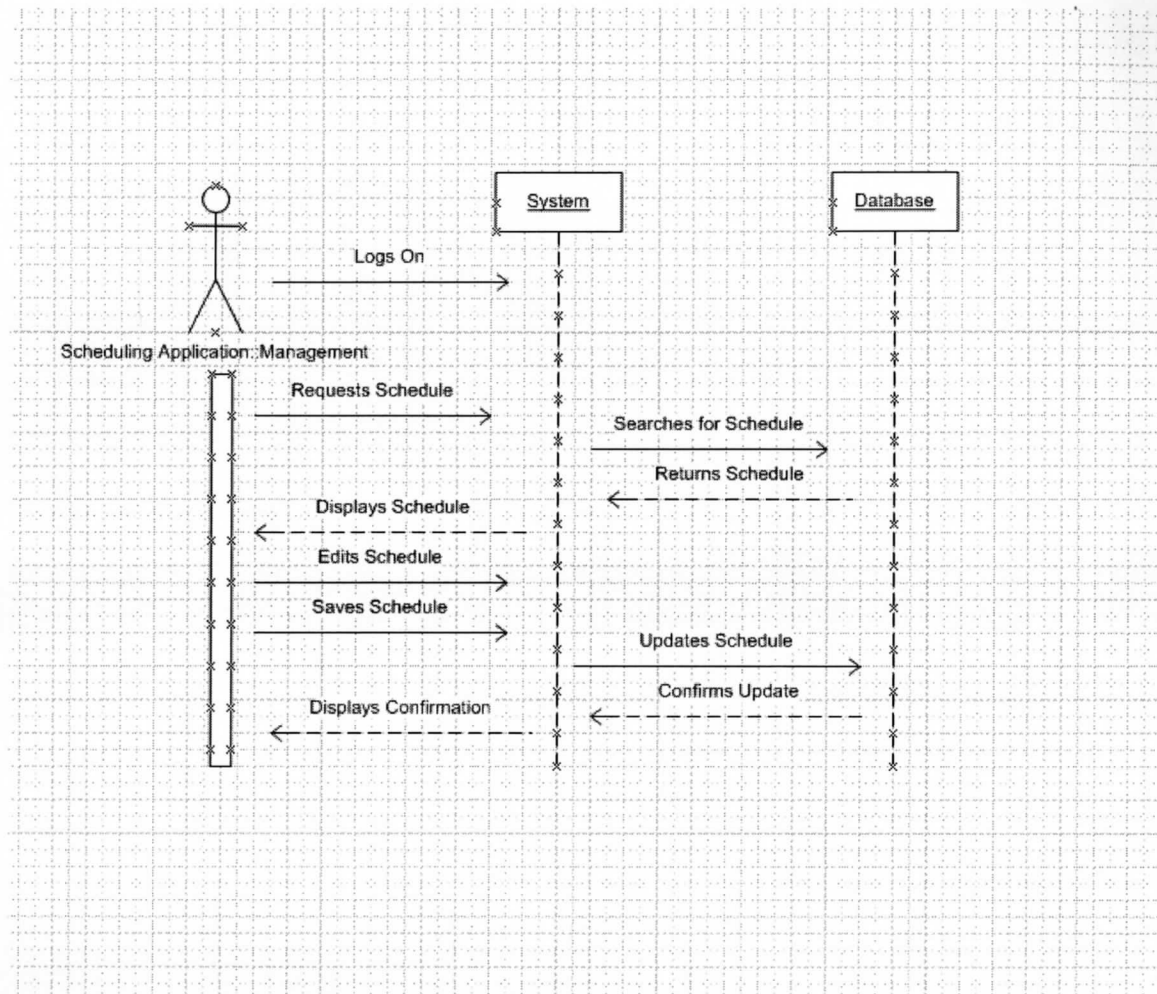 System
Database
Logs On
Scheduling Application::Management
Requests Schedule
Searches for Schedule
Returns Schedule
Displays Schedule
Edits Schedule
Saves Schedule
Updates Schedule
Confirms Update
Displays Confirmation